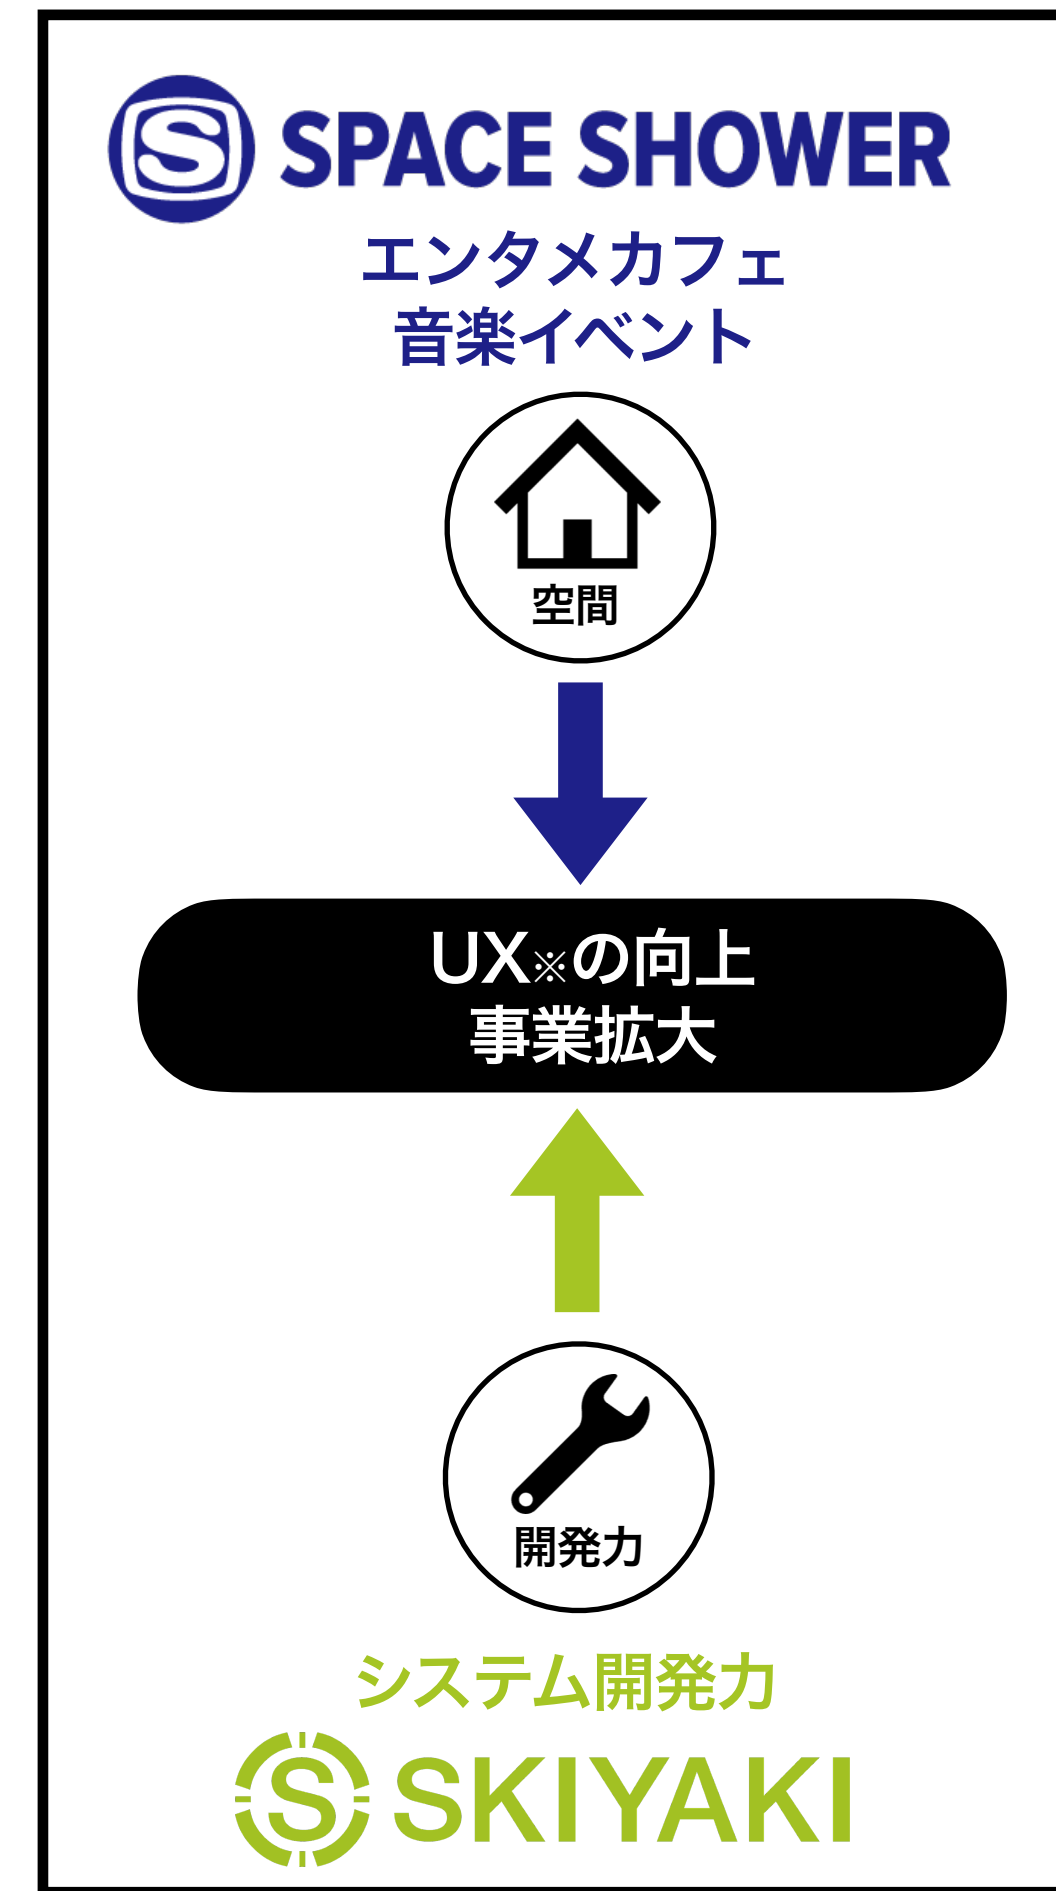 SPACE SHOWER
エンタメカフェ
音楽イベント
空間
UX※の向上
事業拡大
開発力
システム開発力
SKIYAKI